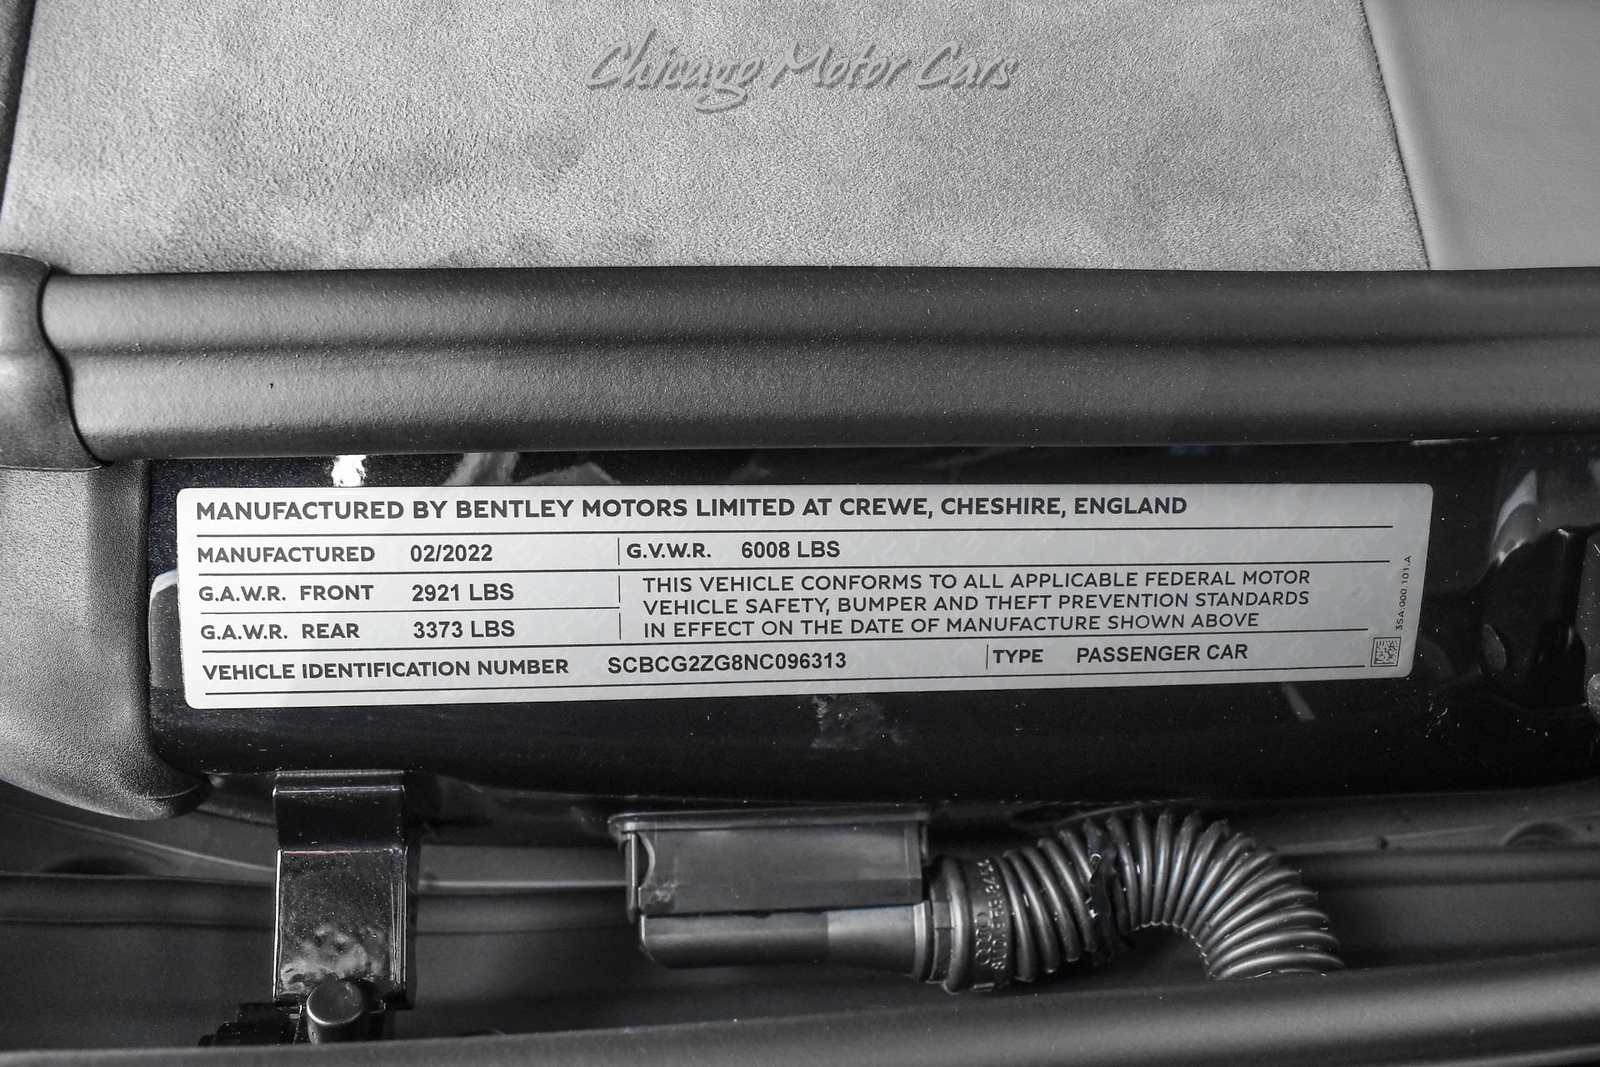 Chicago Motor Cars
MANUFACTURED BY BENTLEY MOTORS LIMITED AT CREWE, CHESHIRE, ENGLAND
MANUFACTURED 02/2022 G.V.W.R. 6008 LBS
G.A.W.R. FRONT 2921 LBS
G.A.W.R. REAR 3373 LBS
THIS VEHICLE CONFORMS TO ALL APPLICABLE FEDERAL MOTOR
VEHICLE SAFETY, BUMPER AND THEFT PREVENTION STANDARDS
IN EFFECT ON THE DATE OF MANUFACTURE SHOWN ABOVE
VEHICLE IDENTIFICATION NUMBER SCBCG2ZG8NC096313 TYPE PASSENGER CAR
3SA.000.101.A